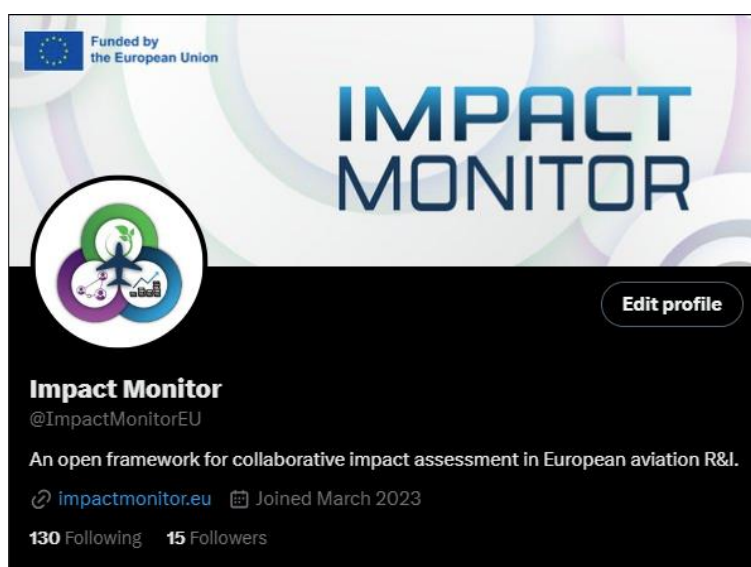 Funded by
the European Union
IMPACT
MONITOR
Edit profile
Impact Monitor
@ImpactMonitorEU
An open framework for collaborative impact assessment in European aviation R&I.
impactmonitor.eu Joined March 2023
130 Following 15 Followers